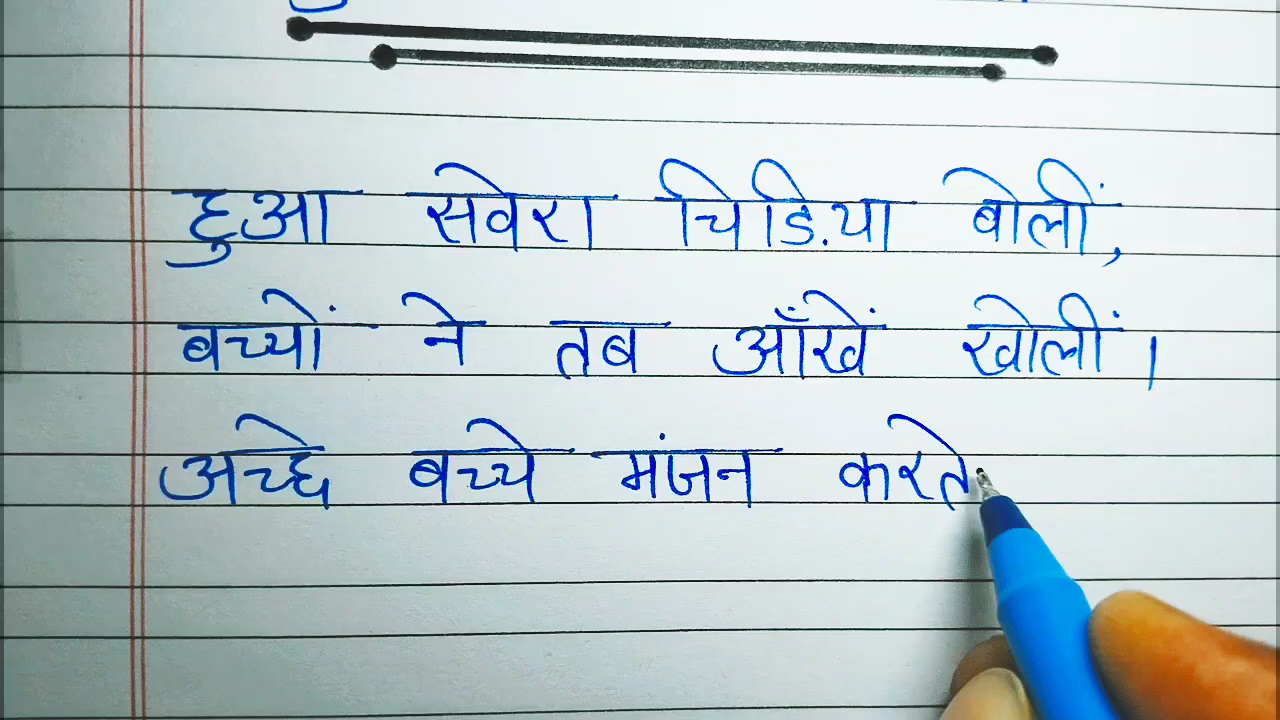 हुआ सवेरा चिड़िया बोलीं,
बच्चों ने तब आँखें खोलीं।
अच्छे बच्चे मंजन करते